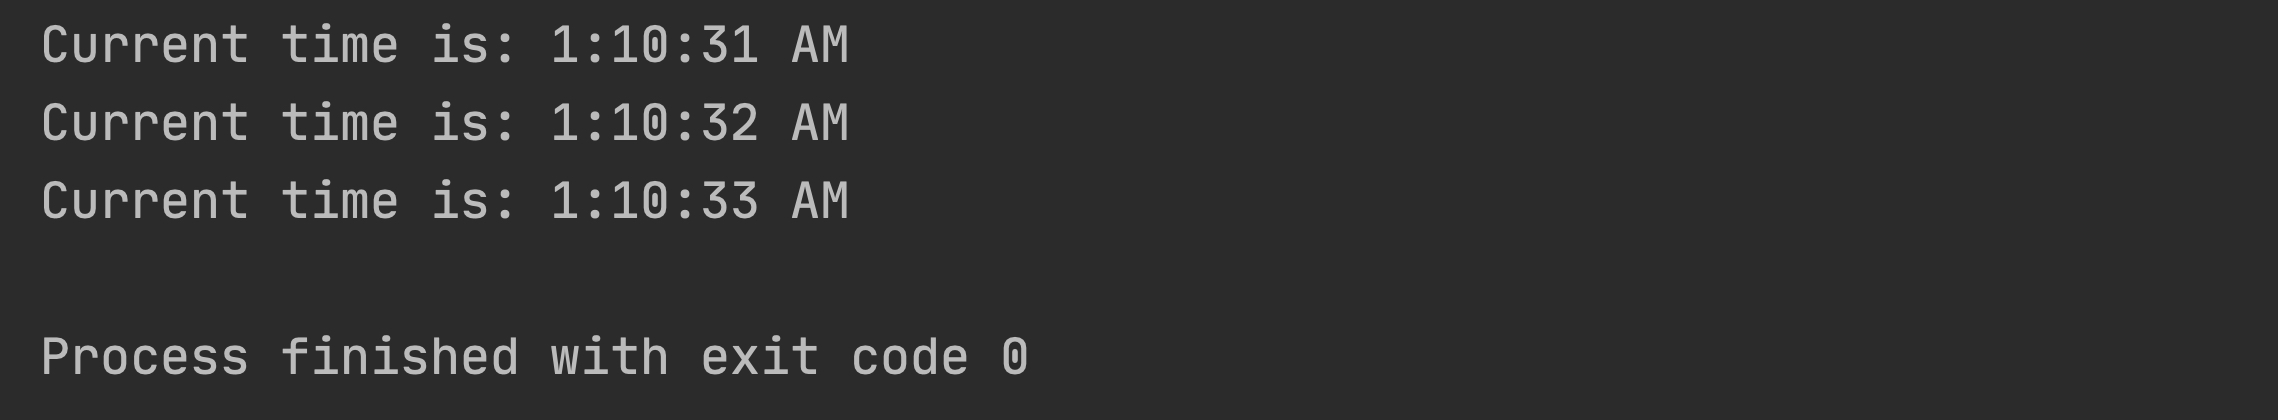 Current time is: 1:10:31 AM
Current time is: 1:10:32 AM
Current time is: 1:10:33 AM
Process finished with exit code 0